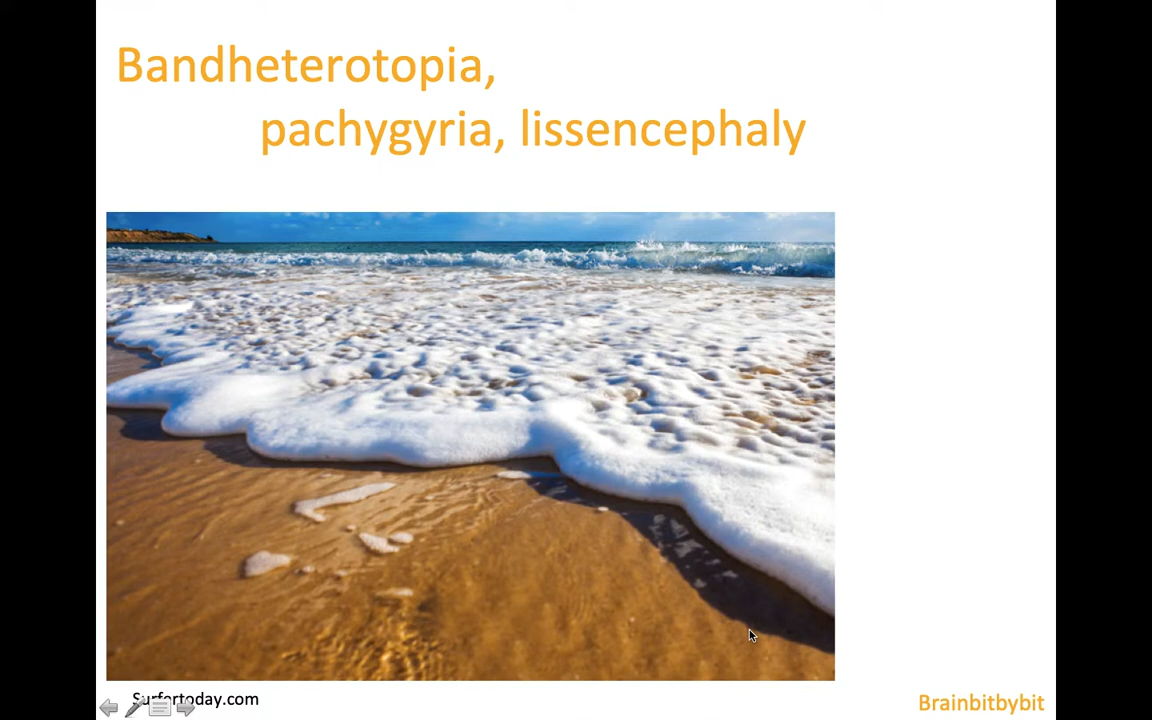 Bandheterotopia,
pachygyria, lissencephaly
Surfertoday.com
Brainbitbybit